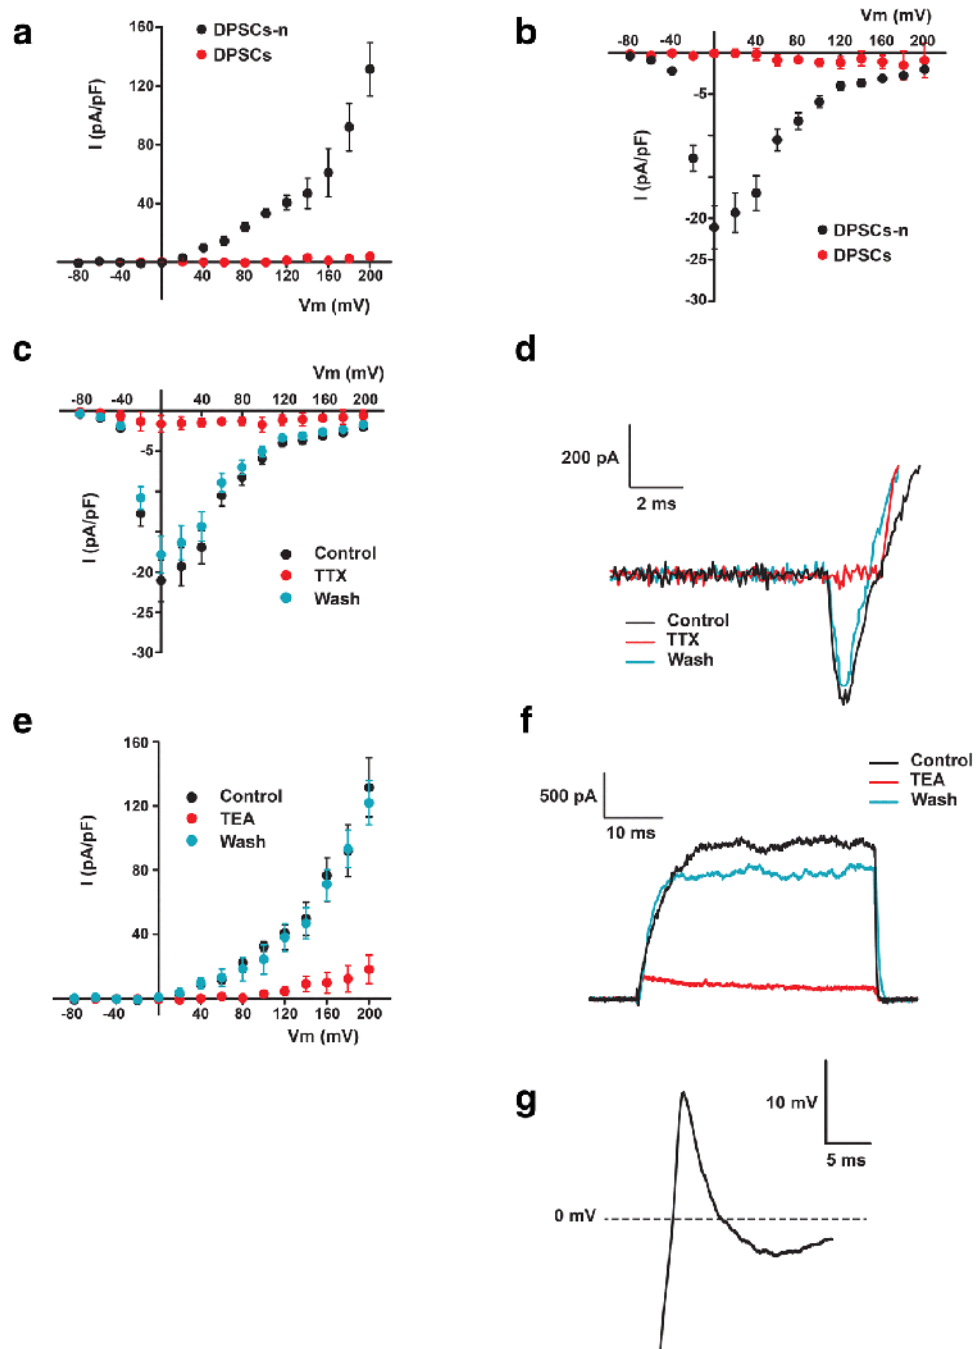 a
DPSCs-n
DPSCs
I (pA/pF)
160
120
80
40
-80 -40 40 80 120 160 200
Vm (mV)
b
Vm (mV)
-80 -40 40 80 120 160 200
I (pA/pF)
-5
-20
-25
-30
DPSCs-n
DPSCs
c
Vm (mV)
-80 -40 40 80 120 160 200
I (pA/pF)
-5
-20
-25
-30
Control
TTX
Wash
d
200 pA
2 ms
Control
TTX
Wash
e
I (pA/pF)
160
120
80
40
Control
TEA
Wash
-80 -40 40 80 120 160 200
Vm (mV)
f
Control
TEA
Wash
500 pA
10 ms
g
10 mV
5 ms
0 mV